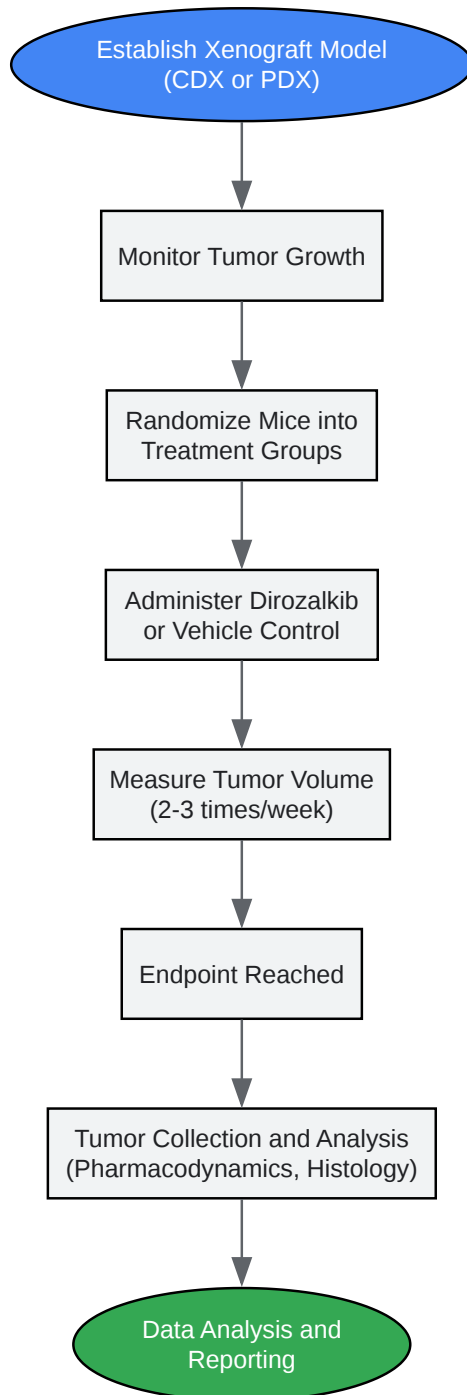 Establish Xenograft Model
(CDX or PDX)
Monitor Tumor Growth
Randomize Mice into
Treatment Groups
Administer Dirozalkib
or Vehicle Control
Measure Tumor Volume
(2-3 times/week)
Endpoint Reached
Tumor Collection and Analysis
(Pharmacodynamics, Histology)
Data Analysis and
Reporting